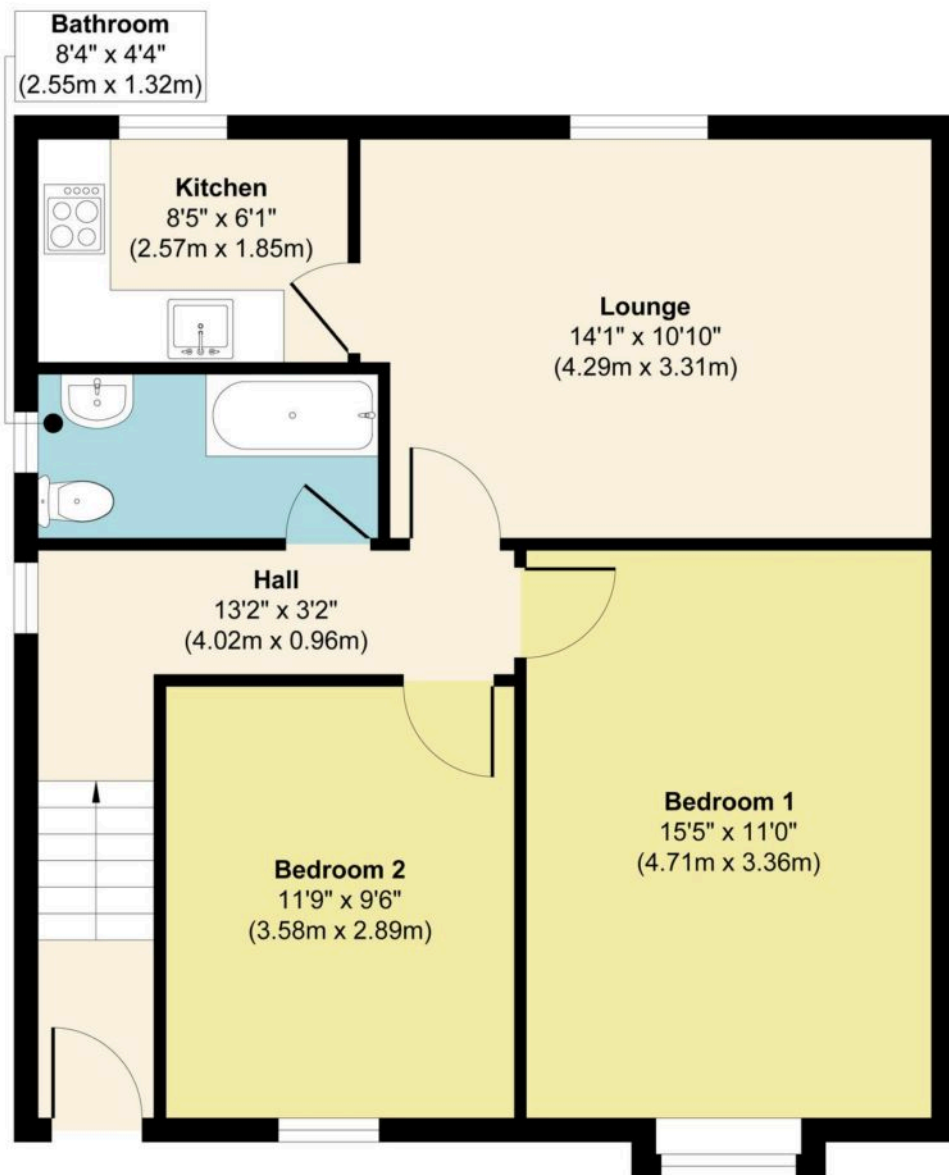 Bathroom
8'4" x 4'4"
(2.55m x 1.32m)
Kitchen
8'5" x 6'1"
(2.57m x 1.85m)
Lounge
14'1" x 10'10"
(4.29m x 3.31m)
Hall
13'2" x 3'2"
(4.02m x 0.96m)
Bedroom 1
15'5" x 11'0"
(4.71m x 3.36m)
Bedroom 2
11'9" x 9'6"
(3.58m x 2.89m)